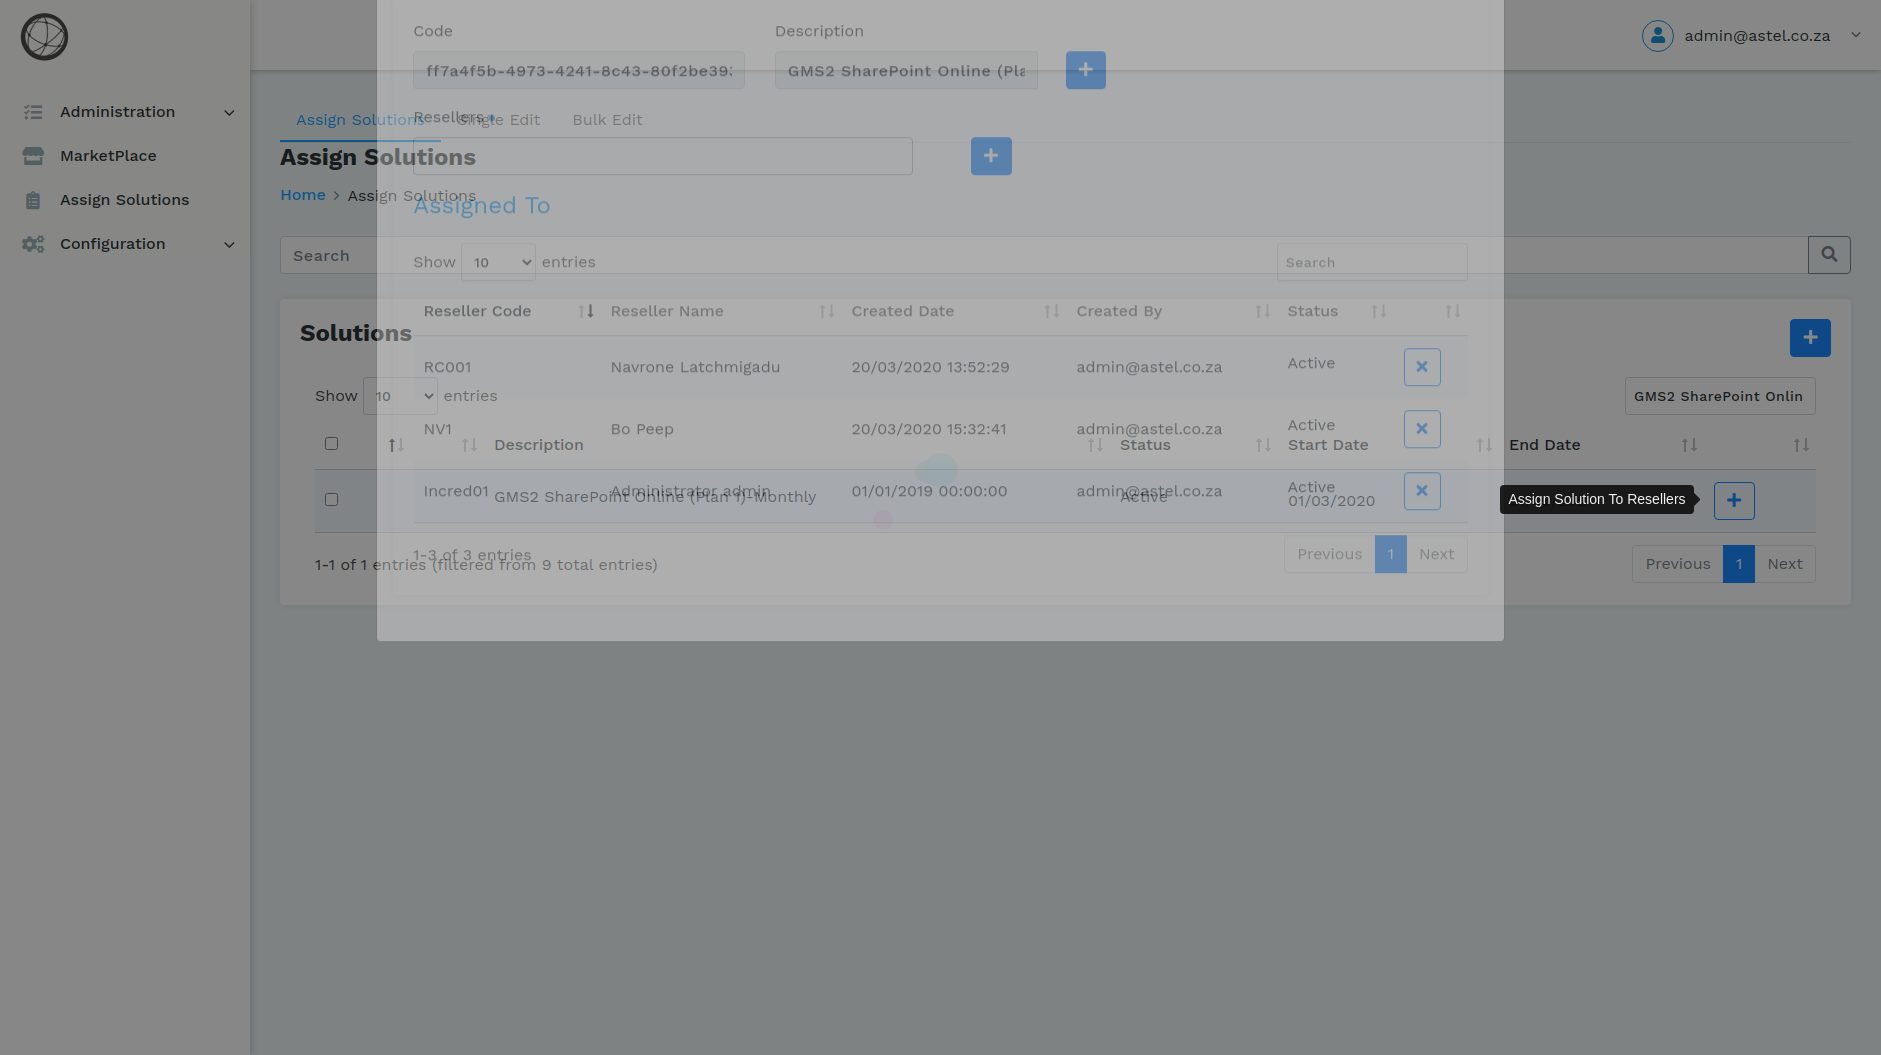 Code
Description
admin@astel.co.za
ff7a4f5b-4973-4241-8c43-80f2be39
GMS2 SharePoint Online (Pla
Administration
Resellers
Assign Solutions
Single Edit
Bulk Edit
MarketPlace
Assign Solutions
Assign Solutions
Home > Assign Solutions
Assigned To
Configuration
Search
Show 10 entries
Search
Reseller Code
Reseller Name
Created Date
Created By
Status
Solutions
RC001
Navrone Latchmigadu
20/03/2020 13:52:29
admin@astel.co.za
Active
Show 10 entries
GMS2 SharePoint Onlin
NV1
Bo Peep
20/03/2020 15:32:41
admin@astel.co.za
Active
Description
Status
Start Date
End Date
Incred01
Administrator admin
01/01/2019 00:00:00
admin@astel.co.za
Active
GMS2 SharePoint Online (Plan 1)-Monthly
Active
01/03/2020
Assign Solution To Resellers
1-3 of 3 entries
Previous 1 Next
1-1 of 1 entries (filtered from 9 total entries)
Previous 1 Next